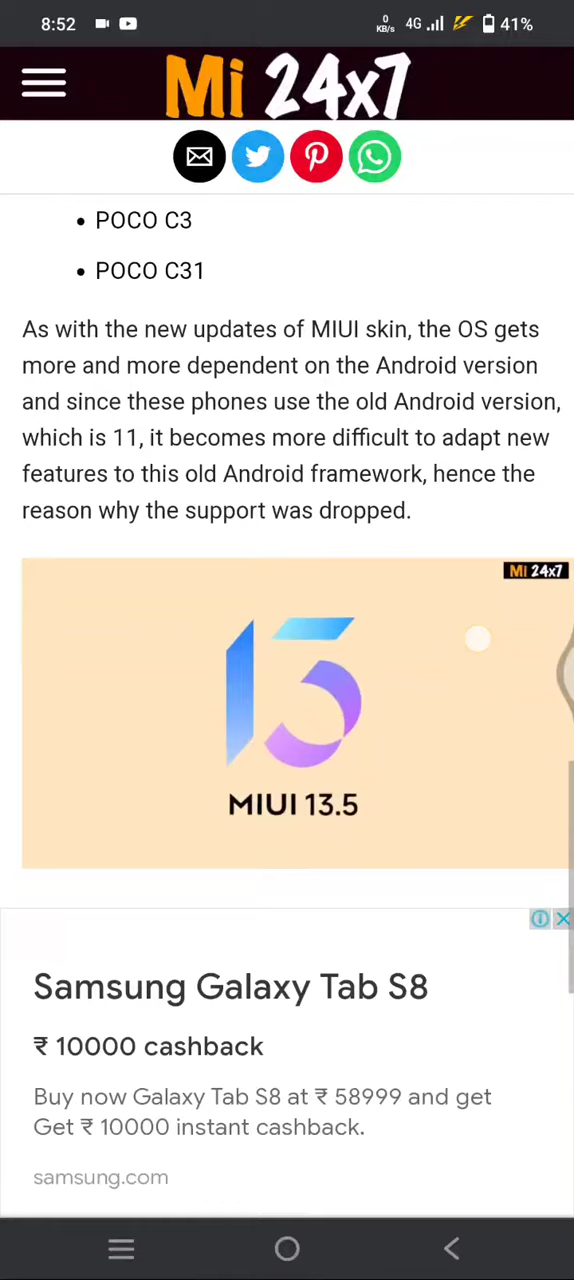 8:52
0 KB/s 4G 41%
Mi 24x7
• POCO C3
• POCO C31
As with the new updates of MIUI skin, the OS gets
more and more dependent on the Android version
and since these phones use the old Android version,
which is 11, it becomes more difficult to adapt new
features to this old Android framework, hence the
reason why the support was dropped.
Mi 24x7
15
MIUI 13.5
Samsung Galaxy Tab S8
₹ 10000 cashback
Buy now Galaxy Tab S8 at ₹ 58999 and get
Get ₹ 10000 instant cashback.
samsung.com